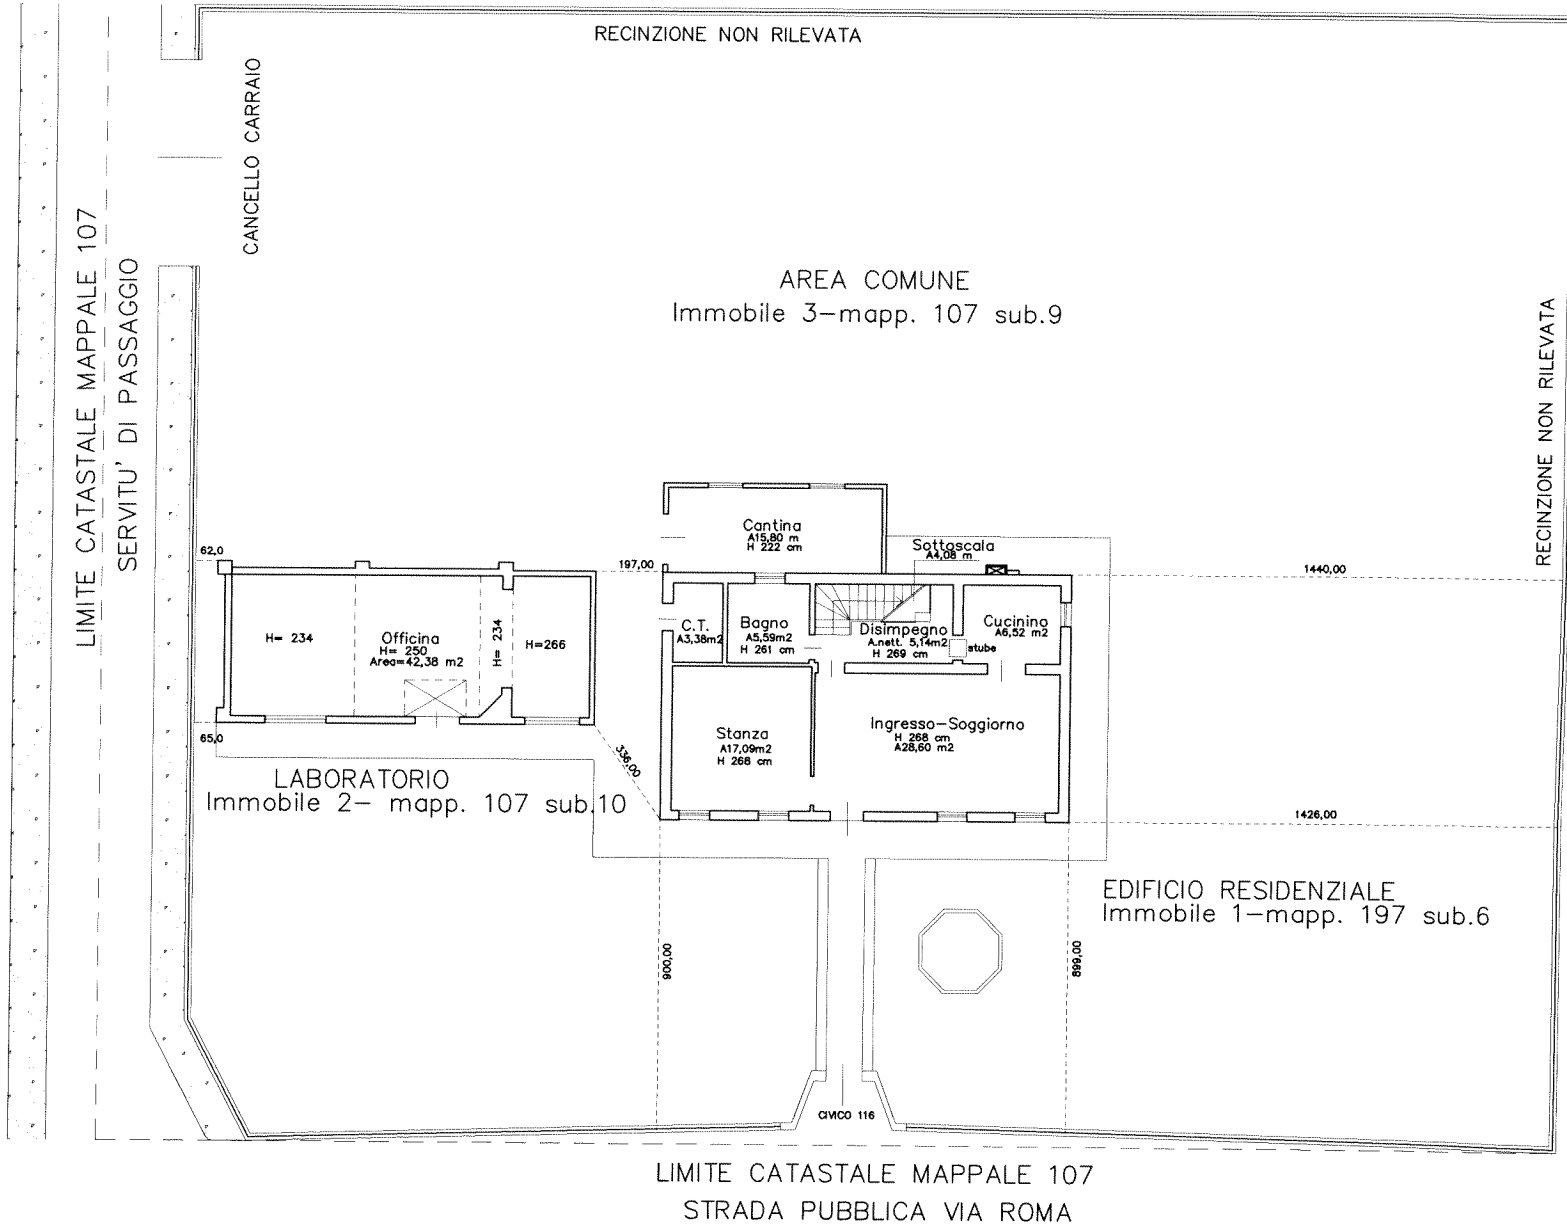 RECINZIONE NON RILEVATA
CANCELLO CARRAIO
LIMITE CATASTALE MAPPALE 107
SERVITU' DI PASSAGGIO
AREA COMUNE
Immobile 3-mapp. 107 sub.9
RECINZIONE NON RILEVATA
Cantina
A15,80 m
H 222 cm
Sottoscala
A4,08 m
62,0
197,00
1440,00
C.T.
A3,38m2
Bagno
A5,59m2
H 261 cm
Disimpegno
A.nett. 5,14m2
H 269 cm
Cucinino
A6,52 m2
stube
H= 234
Officina
H= 250
Area=42,38 m2
H= 234
H=266
Stanza
A17,09m2
H 268 cm
Ingresso-Soggiorno
H 268 cm
A28,60 m2
65,0
336,00
LABORATORIO
Immobile 2- mapp. 107 sub.10
1426,00
EDIFICIO RESIDENZIALE
Immobile 1-mapp. 197 sub.6
900,00
899,00
CIVICO 116
LIMITE CATASTALE MAPPALE 107
STRADA PUBBLICA VIA ROMA